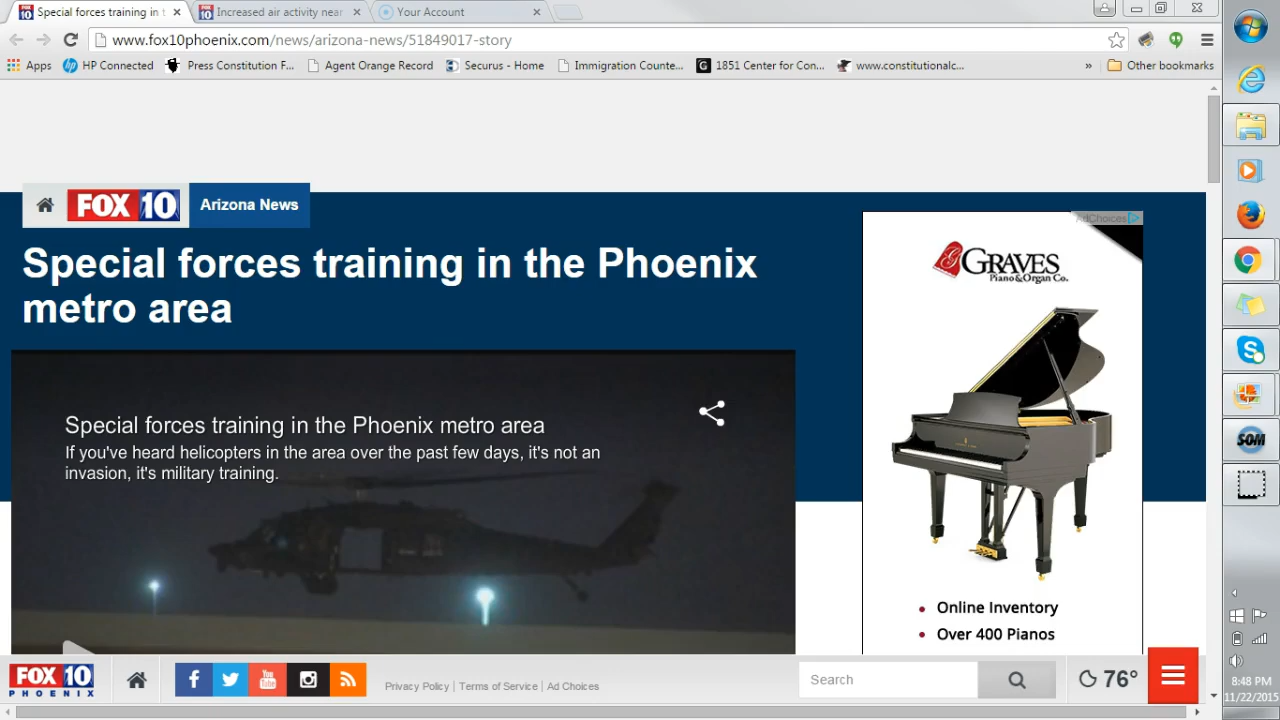 Special forces training in t
Increased air activity near
Your Account
www.fox10phoenix.com/news/arizona-news/51849017-story
Apps
HP Connected
Press Constitution F...
Agent Orange Record
Securus - Home
Immigration Counte...
1851 Center for Con...
www.constitutionalc...
»
Other bookmarks
FOX 10
Arizona News
Special forces training in the Phoenix
metro area
AdChoices
GRAVES
Piano & Organ Co.
Special forces training in the Phoenix metro area
If you've heard helicopters in the area over the past few days, it's not an
invasion, it's military training.
• Online Inventory
• Over 400 Pianos
FOX 10
PHOENIX
Privacy Policy | Terms of Service | Ad Choices
Search
76°
SOM
8:48 PM
11/22/2015